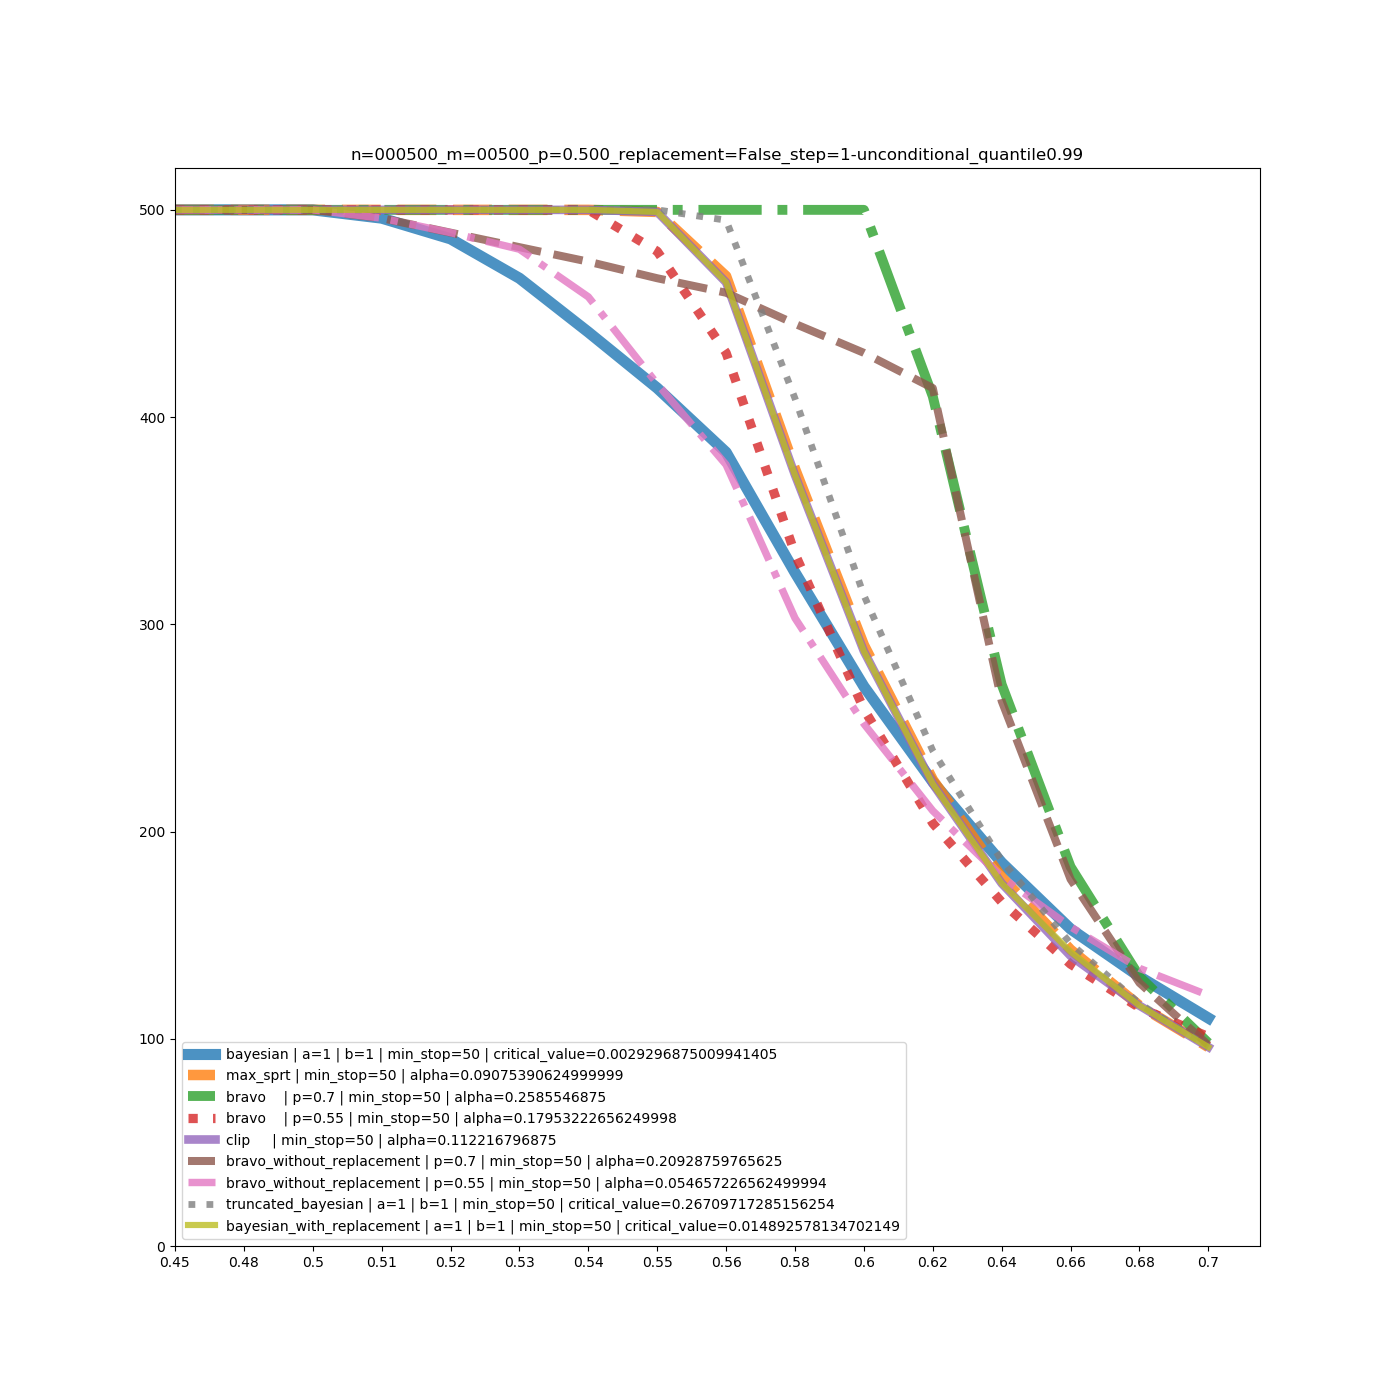 n=000500_m=00500_p=0.500_replacement=False_step=1-unconditional_quantile0.99
500
400
300
200
100
0
bayesian | a=1 | b=1 | min_stop=50 | critical_value=0.0029296875009941405
max_sprt | min_stop=50 | alpha=0.09075390624999999
bravo    | p=0.7 | min_stop=50 | alpha=0.2585546875
bravo    | p=0.55 | min_stop=50 | alpha=0.17953222656249998
clip     | min_stop=50 | alpha=0.112216796875
bravo_without_replacement | p=0.7 | min_stop=50 | alpha=0.20928759765625
bravo_without_replacement | p=0.55 | min_stop=50 | alpha=0.054657226562499994
truncated_bayesian | a=1 | b=1 | min_stop=50 | critical_value=0.26709717285156254
bayesian_with_replacement | a=1 | b=1 | min_stop=50 | critical_value=0.014892578134702149
0.45 0.48 0.5 0.51 0.52 0.53 0.54 0.55 0.56 0.58 0.6 0.62 0.64 0.66 0.68 0.7